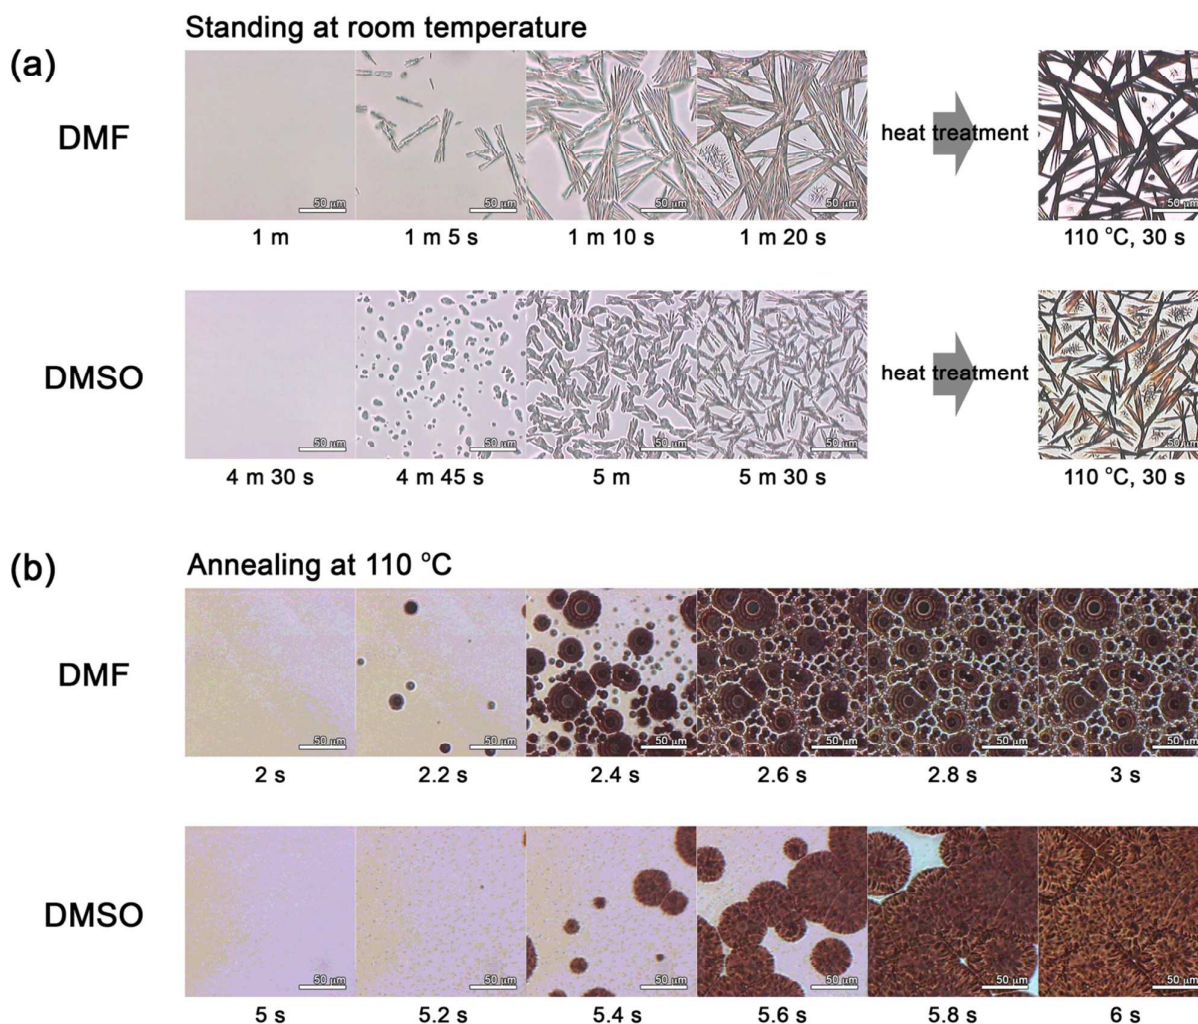 Standing at room temperature
(a)
DMF
50 µm
50 µm
50 µm
50 µm
heat treatment
50 µm
1 m
1 m 5 s
1 m 10 s
1 m 20 s
110 °C, 30 s
DMSO
50 µm
50 µm
50 µm
50 µm
heat treatment
50 µm
4 m 30 s
4 m 45 s
5 m
5 m 30 s
110 °C, 30 s
(b)
Annealing at 110 °C
DMF
50 µm
50 µm
50 µm
50 µm
50 µm
50 µm
2 s
2.2 s
2.4 s
2.6 s
2.8 s
3 s
DMSO
50 µm
50 µm
50 µm
50 µm
50 µm
50 µm
5 s
5.2 s
5.4 s
5.6 s
5.8 s
6 s